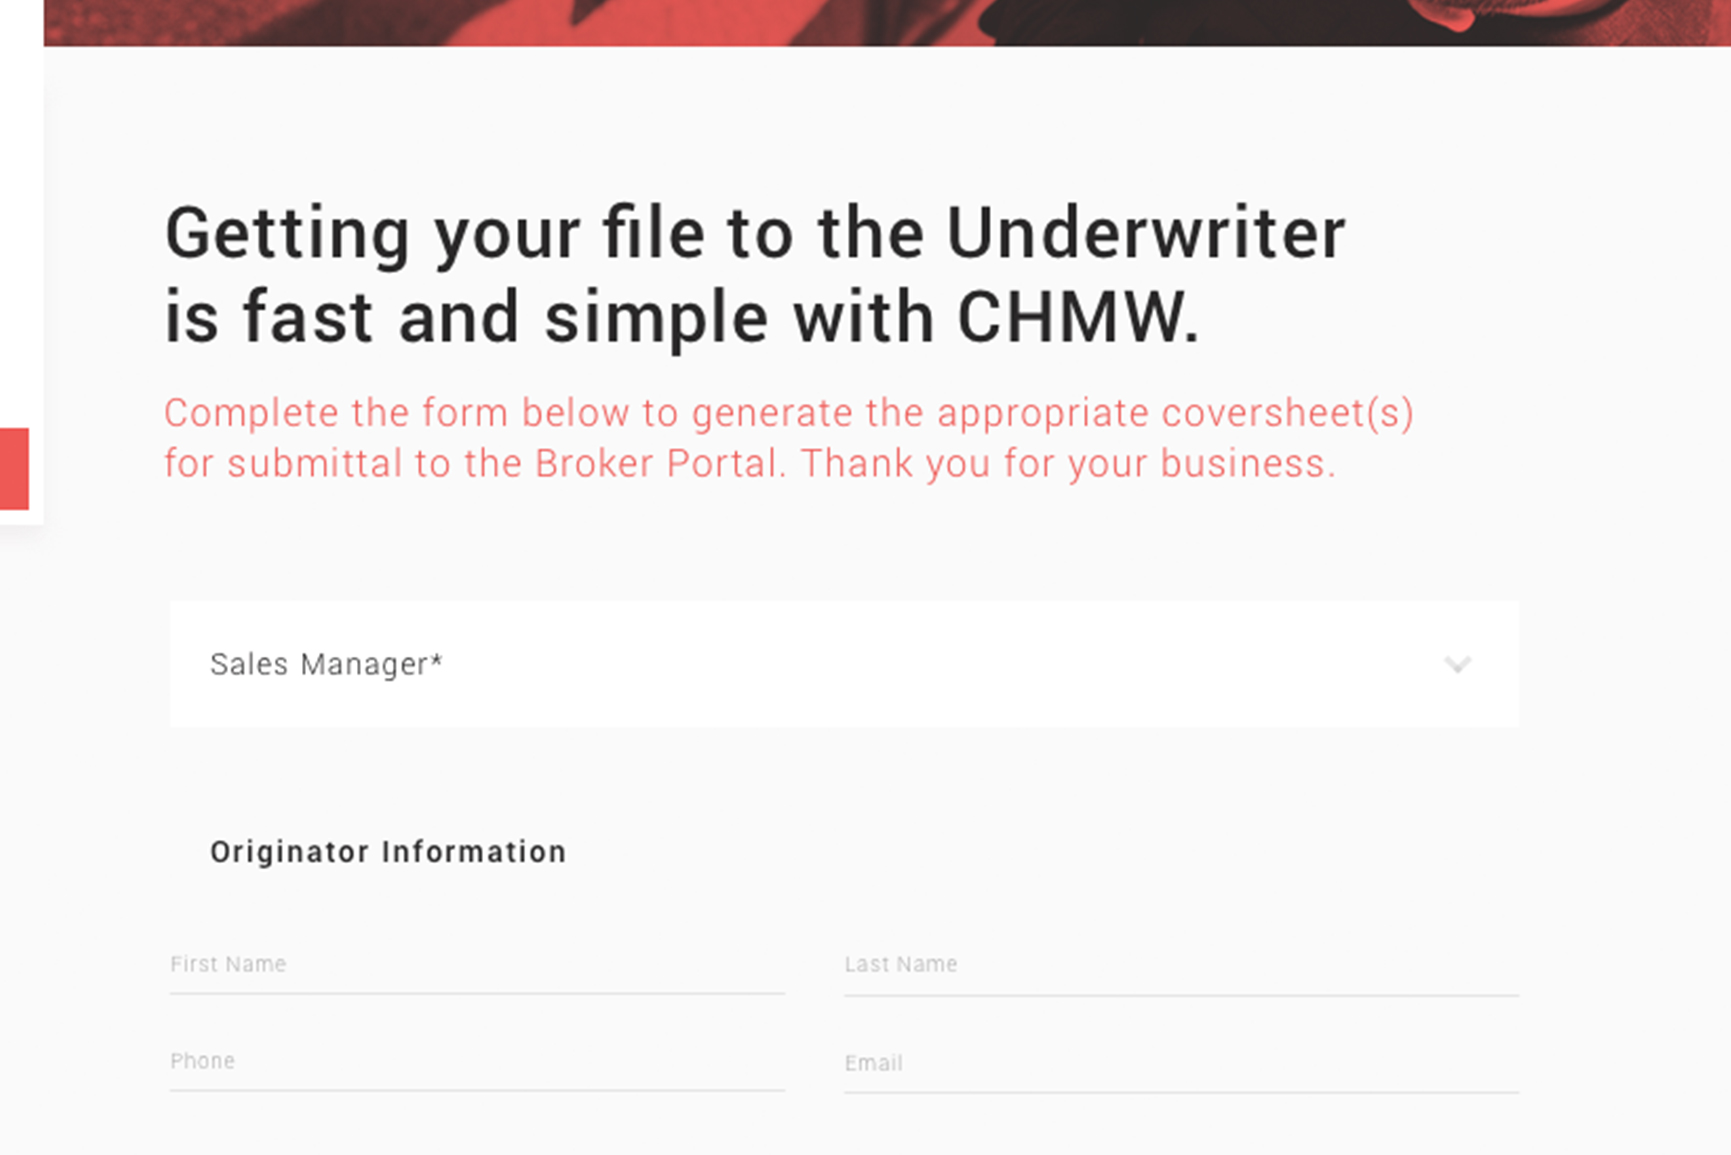 Getting your file to the Underwriter
is fast and simple with CHMW.
Complete the form below to generate the appropriate coversheet(s)
for submittal to the Broker Portal. Thank you for your business.
Sales Manager*
Originator Information
First Name
Last Name
Phone
Email